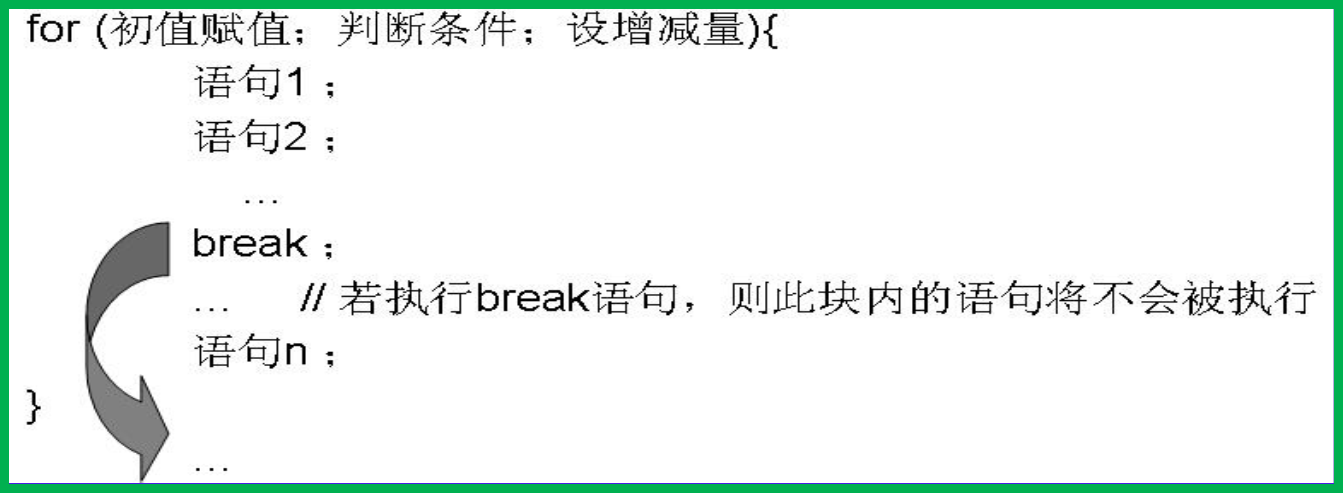 for (初值赋值；判断条件；设增减量){
语句1；
语句2；
…
break；
… // 若执行break语句，则此块内的语句将不会被执行
语句n；
}
…